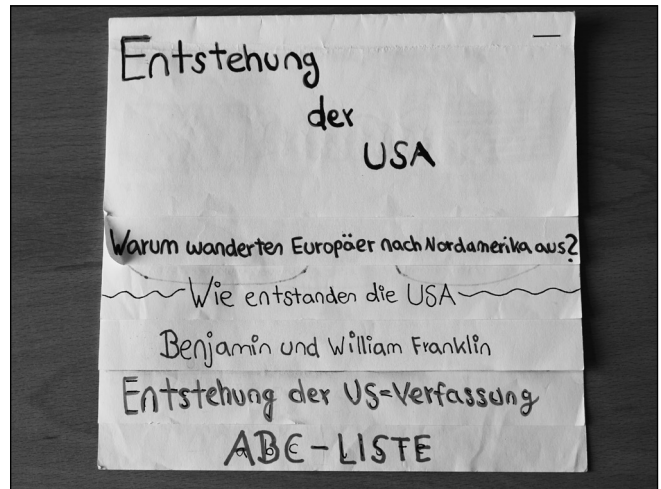 Entstehung
der
USA
Warum wanderten Europäer nach Nordamerika aus?
Wie entstanden die USA
Benjamin und William Franklin
Entstehung der US=Verfassung
ABC-LISTE